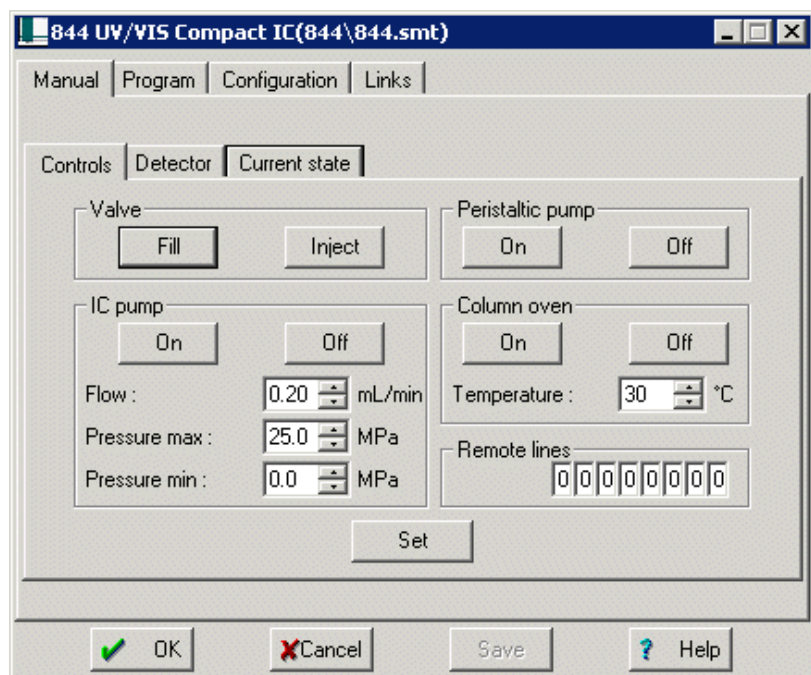 844 UV/VIS Compact IC(844\844.smt)
Manual Program Configuration Links
Controls Detector Current state
Valve
Fill Inject
Peristaltic pump
On Off
IC pump
On Off
Flow : 0.20 mL/min
Pressure max : 25.0 MPa
Pressure min : 0.0 MPa
Column oven
On Off
Temperature : 30 °C
Remote lines
0 0 0 0 0 0 0 0
Set
OK Cancel Save Help